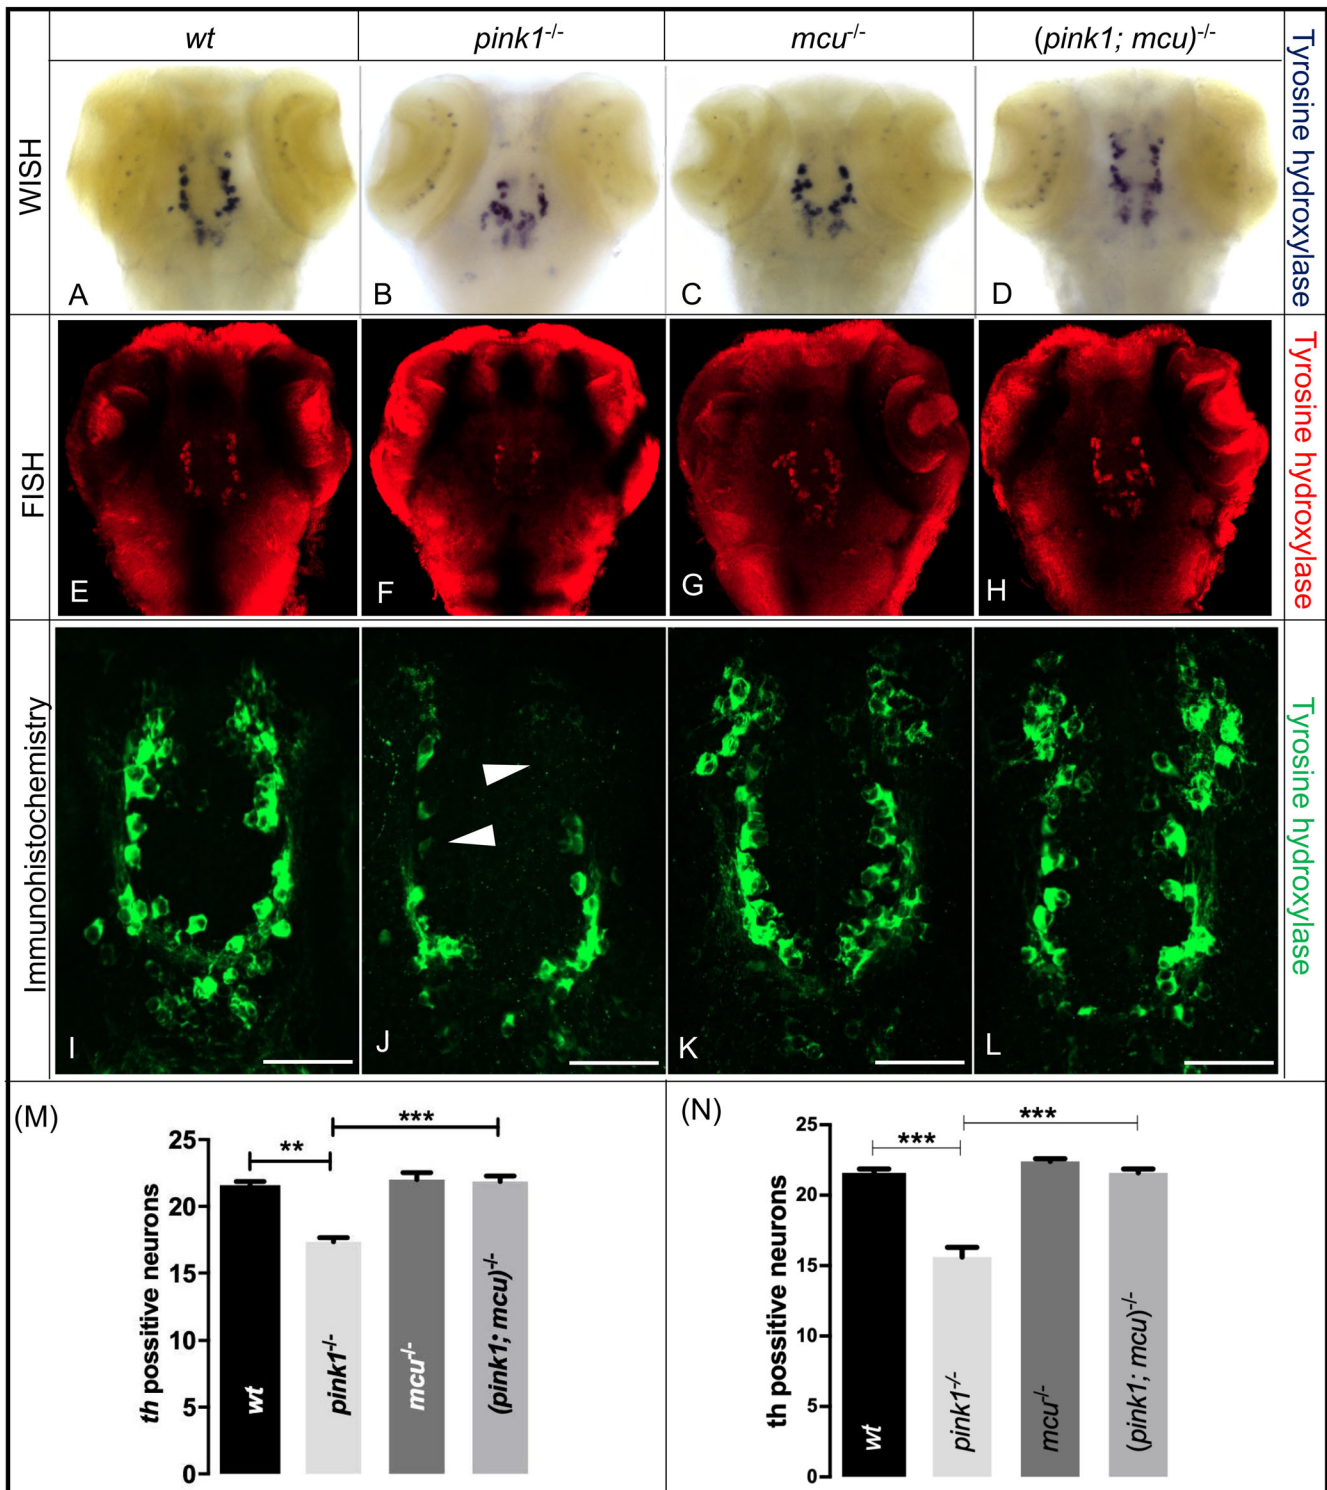 wt
pink1-/-
mcu-/-
(pink1; mcu)-/-
WISH
A
B
C
D
Tyrosine hydroxylase
FISH
E
F
G
H
Tyrosine hydroxylase
Immunohistochemistry
I
J
K
L
Tyrosine hydroxylase
(M)
th possitive neurons
25
20
15
10
5
0
**
***
wt
pink1-/-
mcu-/-
(pink1; mcu)-/-
(N)
th possitive neurons
25
20
15
10
5
0
***
***
wt
pink1-/-
mcu-/-
(pink1; mcu)-/-